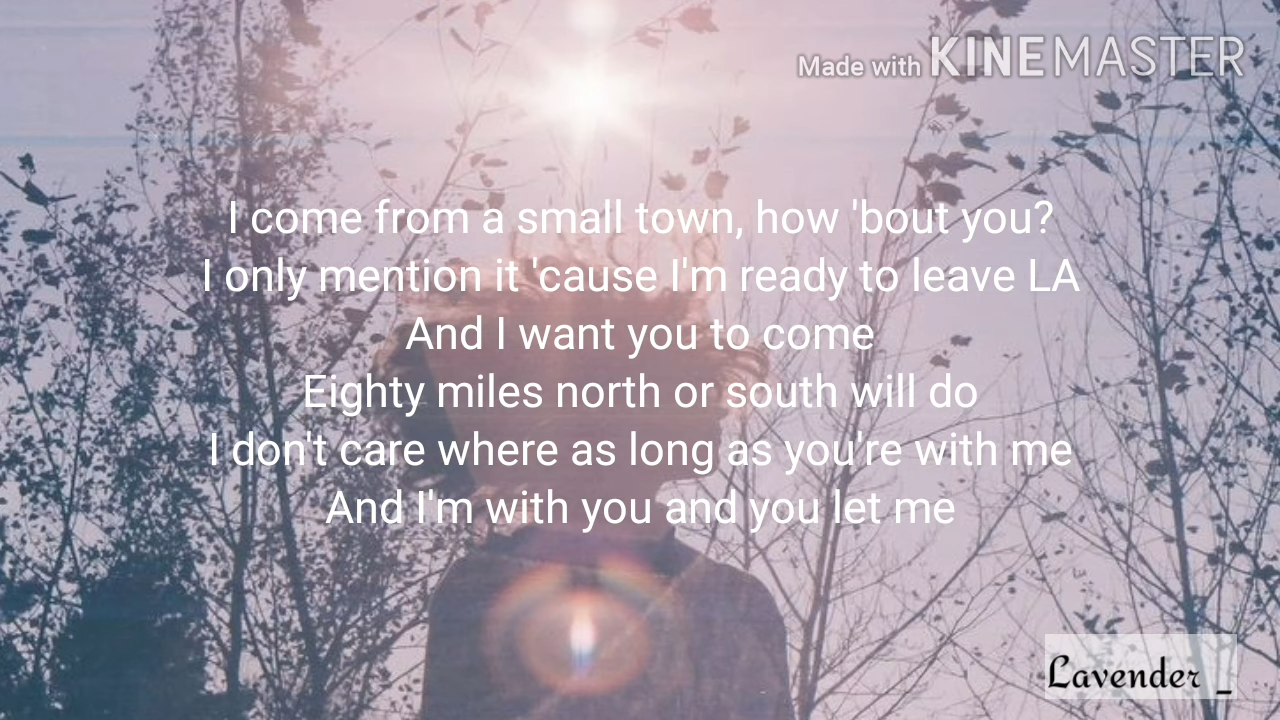 Made with KINEMASTER
I come from a small town, how 'bout you?
I only mention it 'cause I'm ready to leave LA
And I want you to come
Eighty miles north or south will do
I don't care where as long as you're with me
And I'm with you and you let me
Lavender _